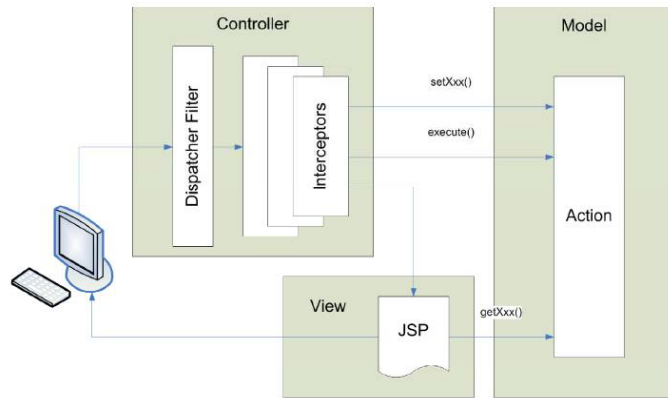 Controller
Model
Dispatcher Filter
Interceptors
setXxx()
execute()
Action
View
JSP
getXxx()